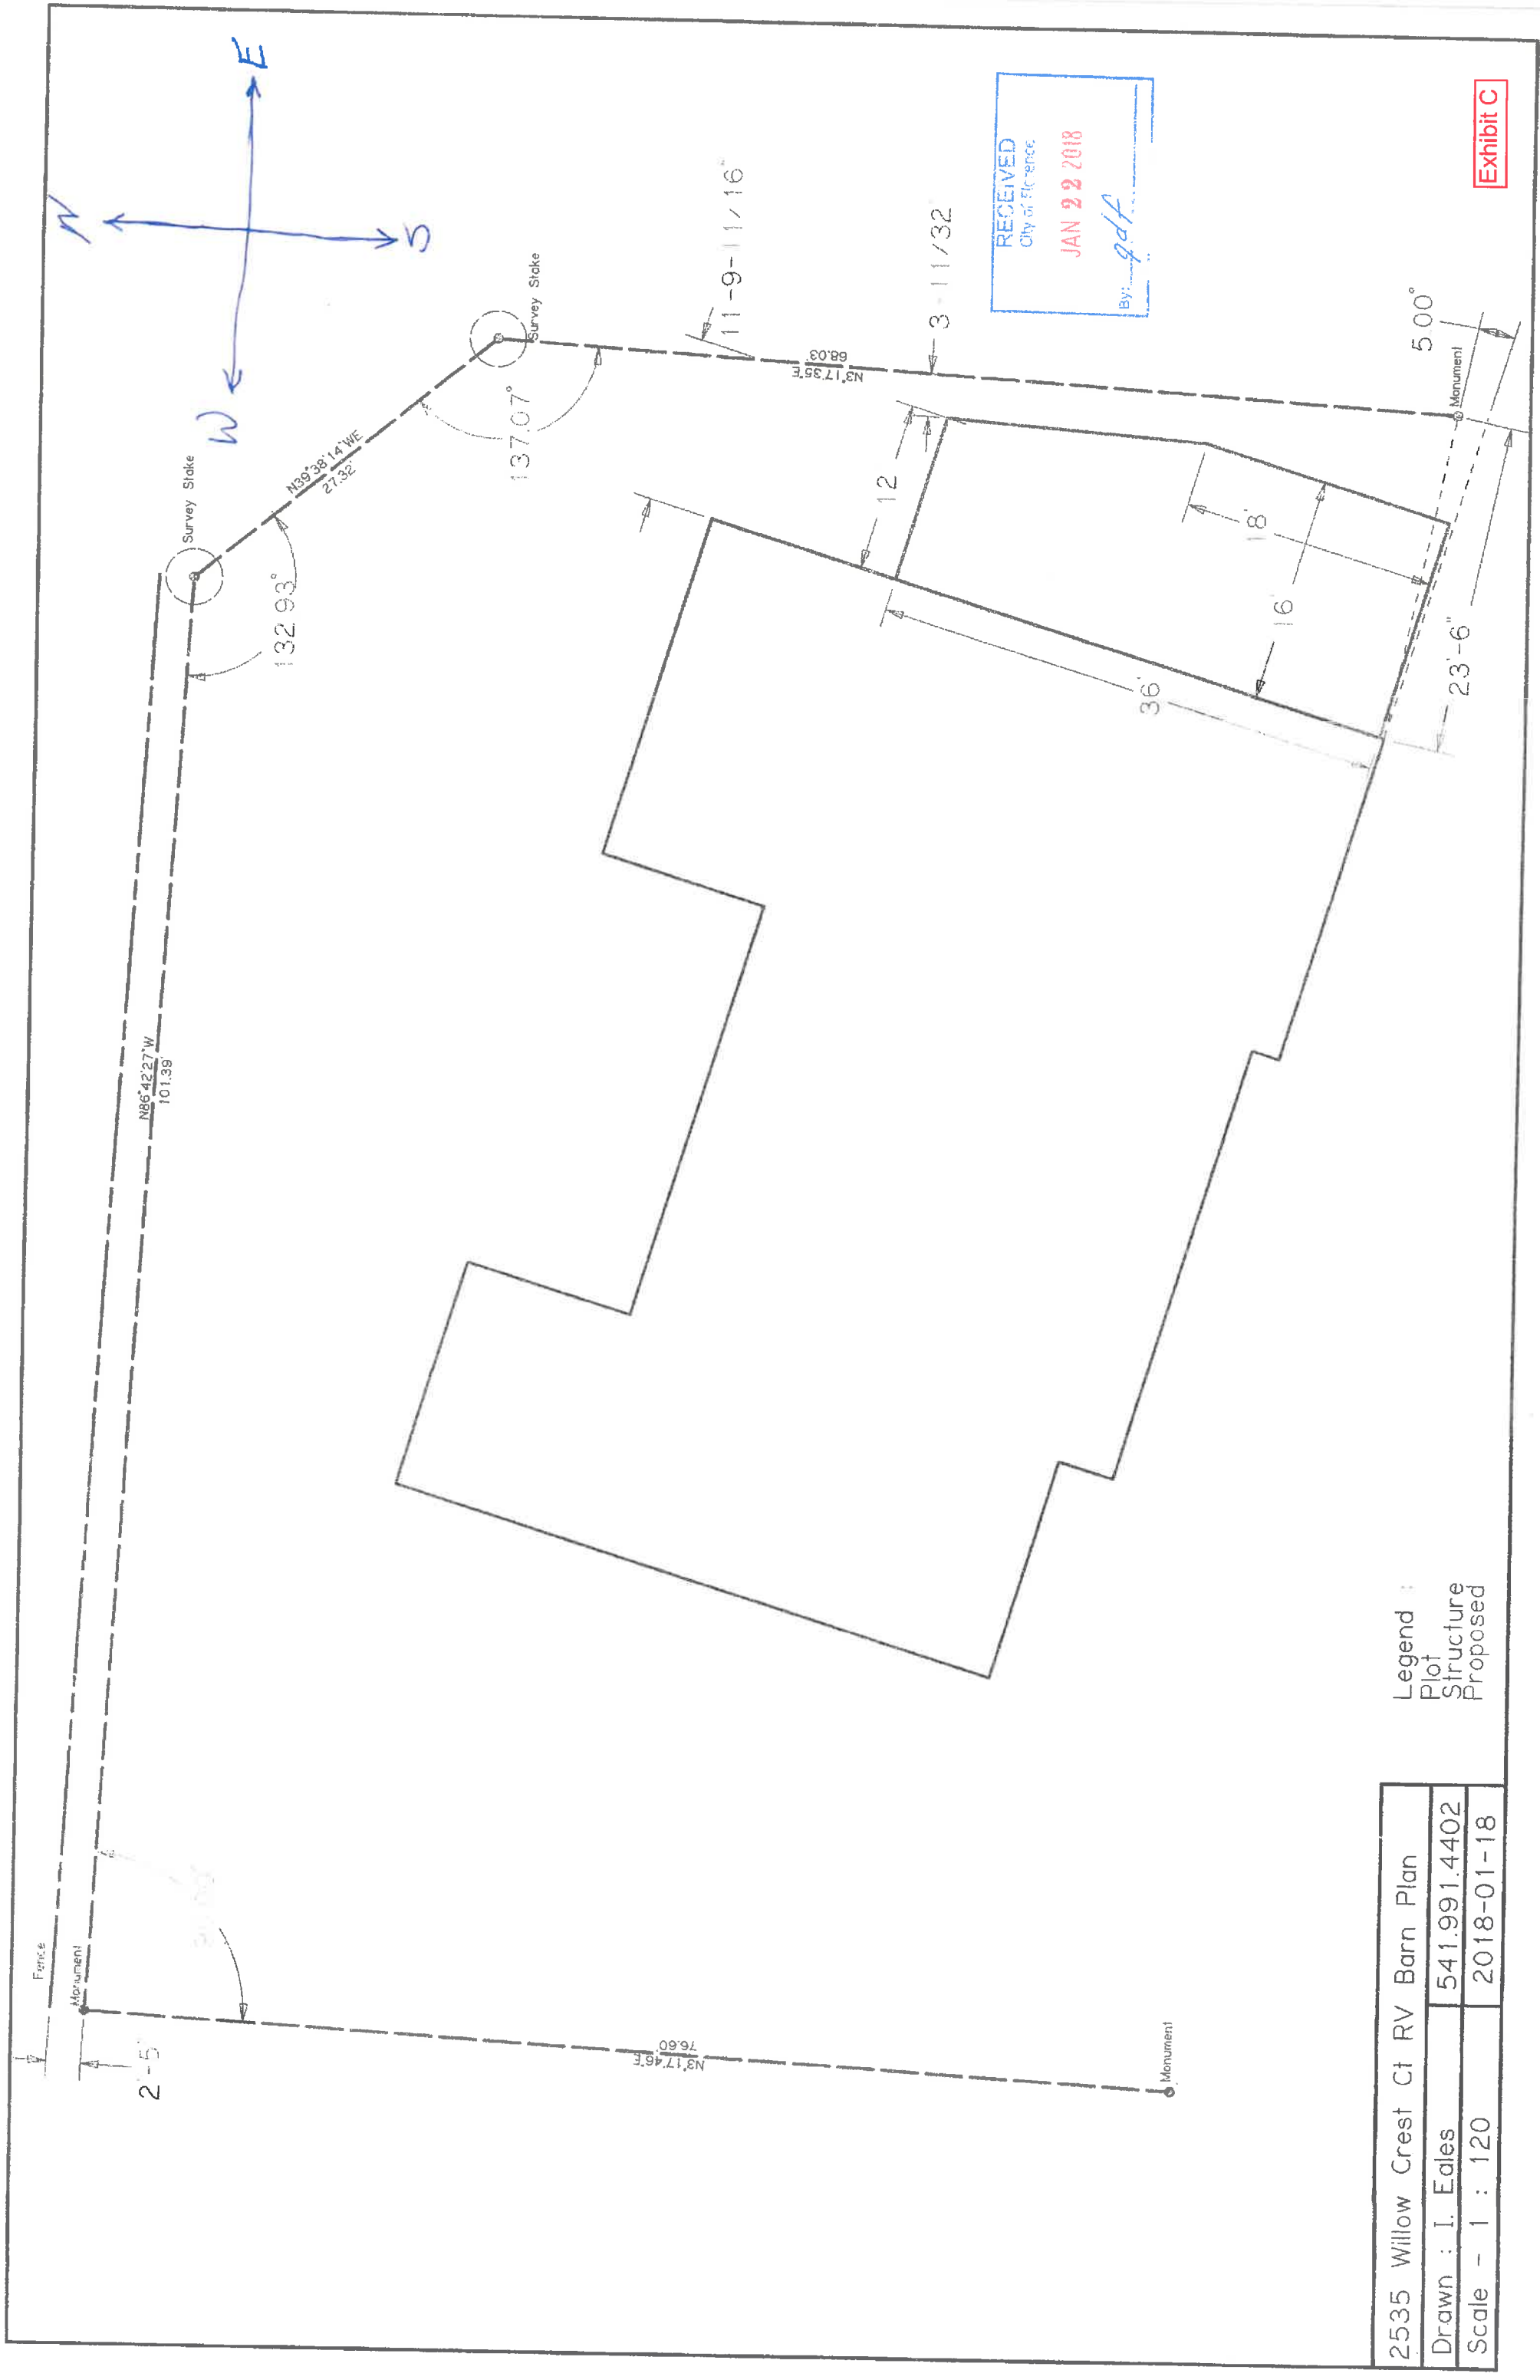 N
W
E
S
Fence
Monument
2'-5"
N86°42'27"W
101.39'
Survey Stake
132.93°
N39°38'14"WE
27.32'
Survey Stake
137.07°
11'-9-11/16"
N3°17'35"E
68.03'
3'-11/32"
12'
36'
18'
16'
23'-6"
5.00°
Monument
N3°17'46"E
76.60'
Monument
RECEIVED
City of Florence
JAN 22 2018
By:
Exhibit C
Legend :
Plot
Structure
Proposed
2535 Willow Crest Ct RV Barn Plan
Drawn : I. Eales
541.991.4402
Scale - 1 : 120
2018-01-18